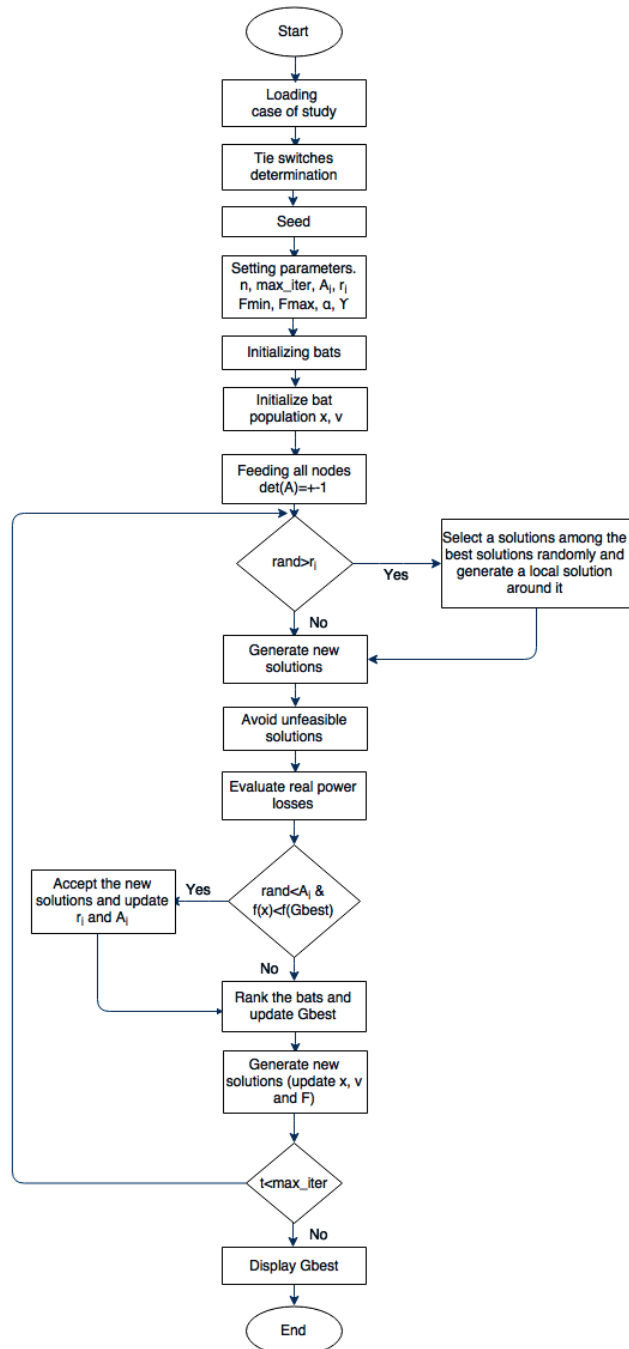 Start
Loading
case of study
Tie switches
determination
Seed
Setting parameters.
n, max_iter, Aᵢ, rᵢ
Fmin, Fmax, α, ϒ
Initializing bats
Initialize bat
population x, v
Feeding all nodes
det(A)=+-1
rand>rᵢ
Yes
Select a solutions among the
best solutions randomly and
generate a local solution
around it
No
Generate new
solutions
Avoid unfeasible
solutions
Evaluate real power
losses
rand<Aᵢ &
f(x)<f(Gbest)
Yes
Accept the new
solutions and update
rᵢ and Aᵢ
No
Rank the bats and
update Gbest
Generate new
solutions (update x, v
and F)
t<max_iter
No
Display Gbest
End